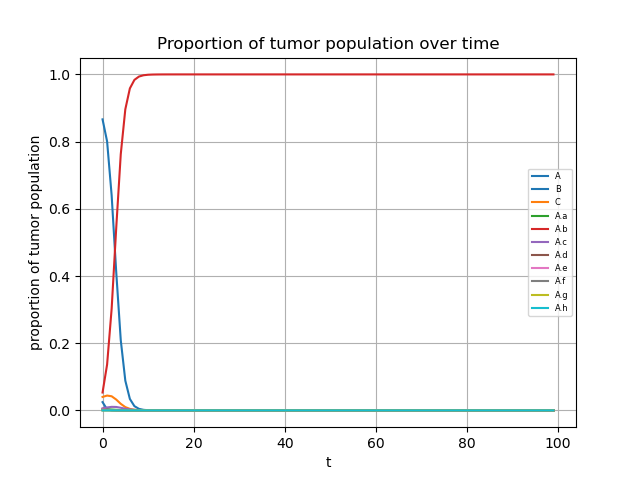 Proportion of tumor population over time
proportion of tumor population
1.0
0.8
0.6
0.4
0.2
0.0
0
20
40
60
80
100
t
A
B
C
A.a
A.b
A.c
A.d
A.e
A.f
A.g
A.h